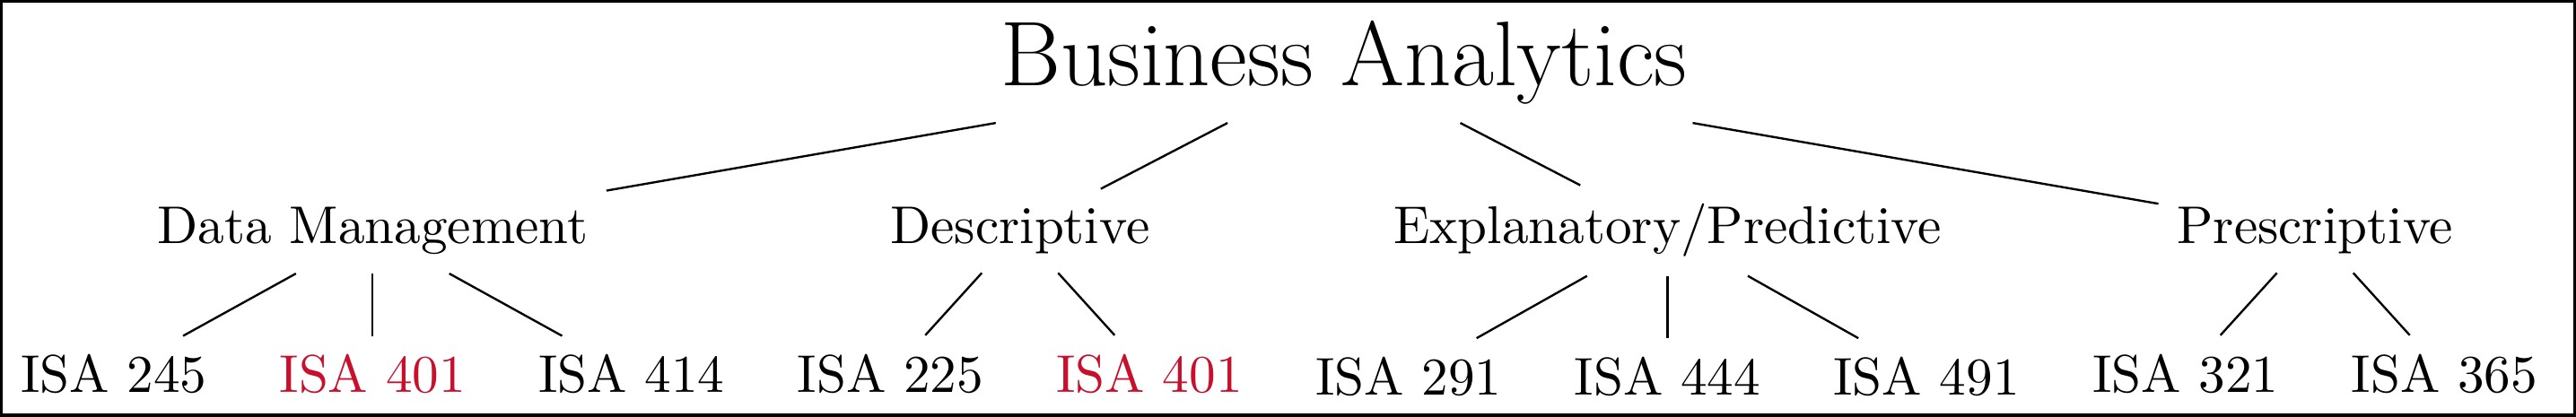 Business Analytics
Data Management Descriptive Explanatory/Predictive Prescriptive
ISA 245 ISA 401 ISA 414 ISA 225 ISA 401 ISA 291 ISA 444 ISA 491 ISA 321 ISA 365